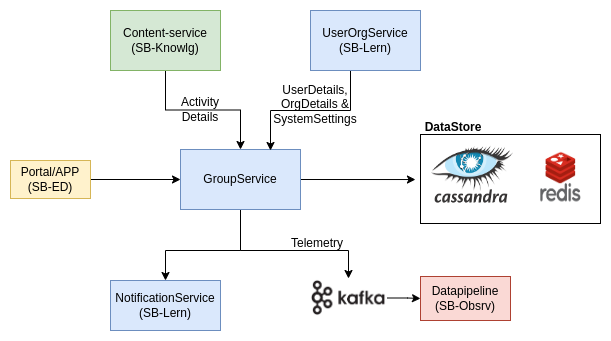 Content-service
(SB-Knowlg)
UserOrgService
(SB-Lern)
Activity
Details
UserDetails,
OrgDetails &
SystemSettings
DataStore
cassandra
redis
Portal/APP
(SB-ED)
GroupService
Telemetry
NotificationService
(SB-Lern)
kafka
Datapipeline
(SB-Obsrv)